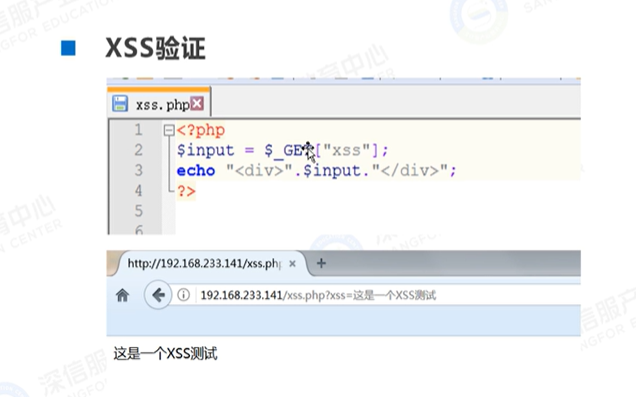 XSS验证
xss.php
1 <?php
2 $input = $_GET["xss"];
3 echo "<div>".$input."</div>";
4 ?>
5
6
http://192.168.233.141/xss.php
192.168.233.141/xss.php?xss=这是一个XSS测试
这是一个XSS测试